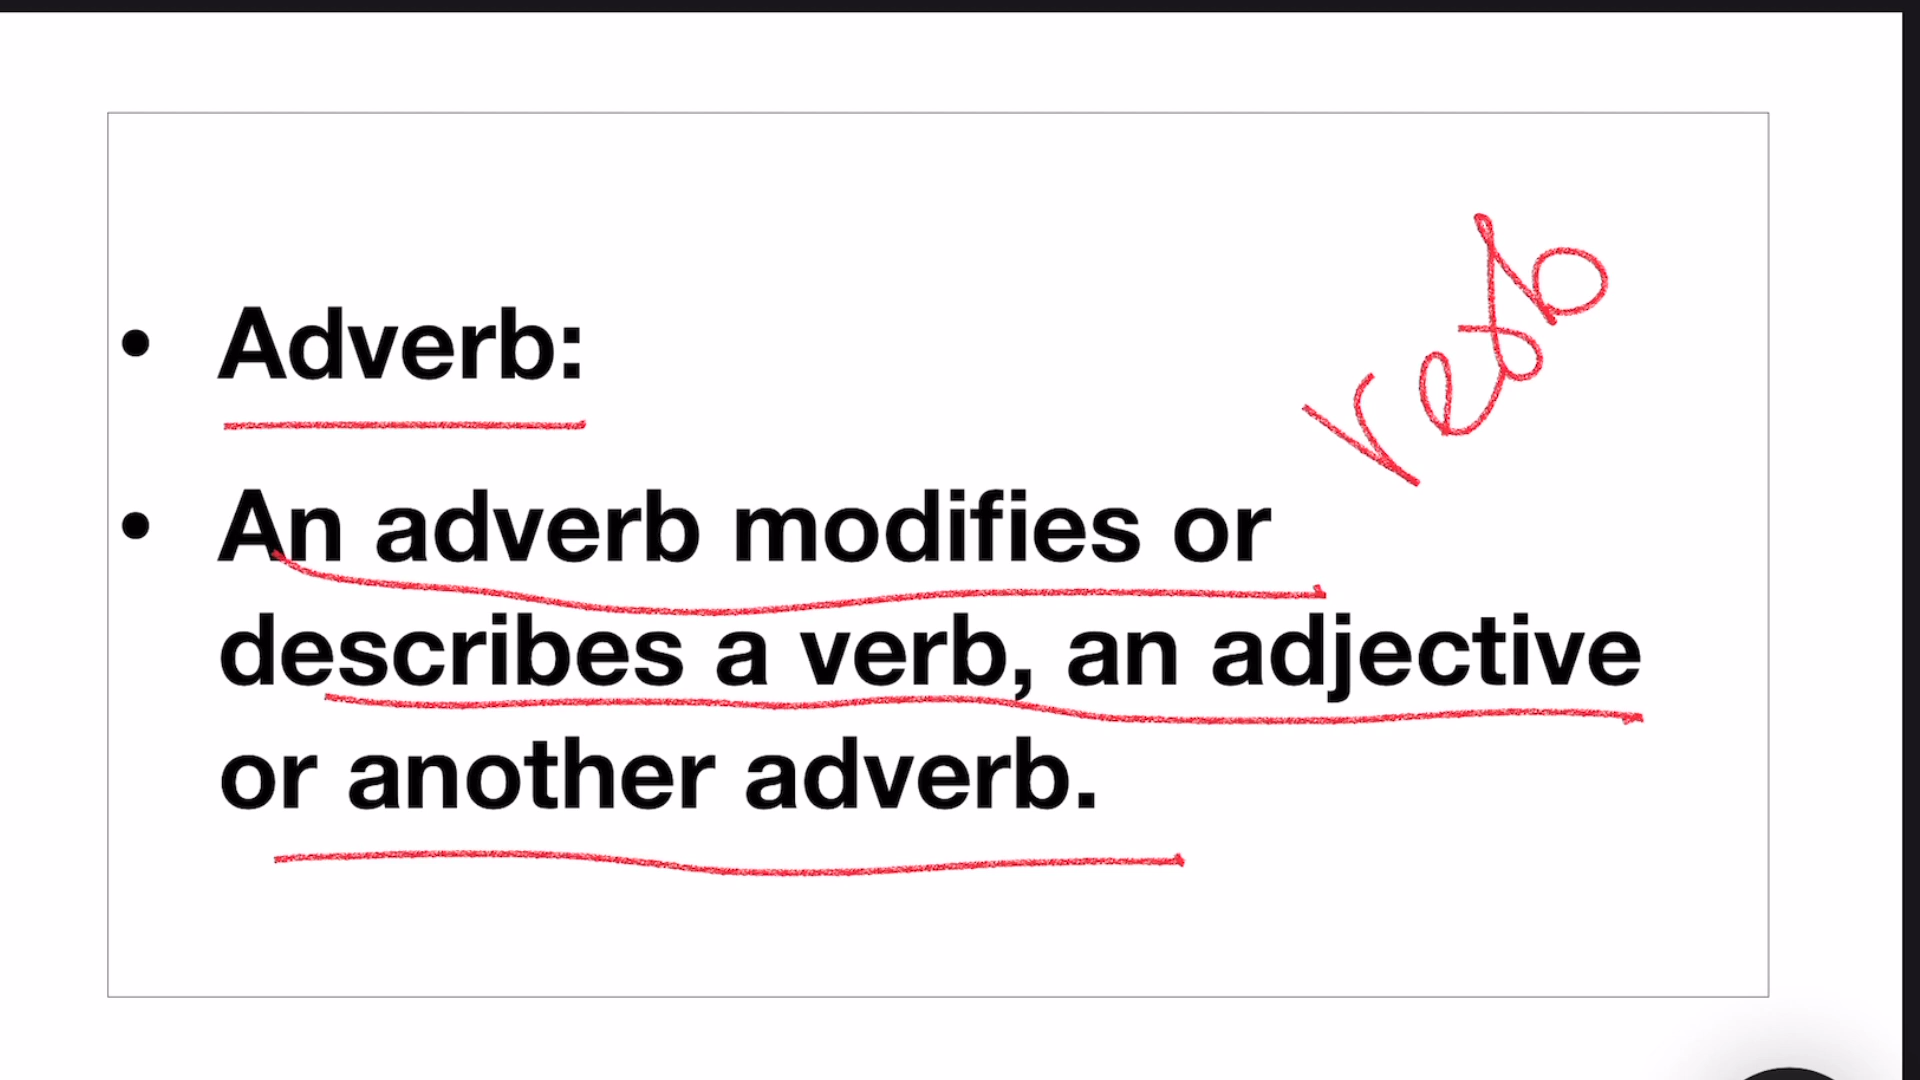 • Adverb:
verb
• An adverb modifies or
describes a verb, an adjective
or another adverb.